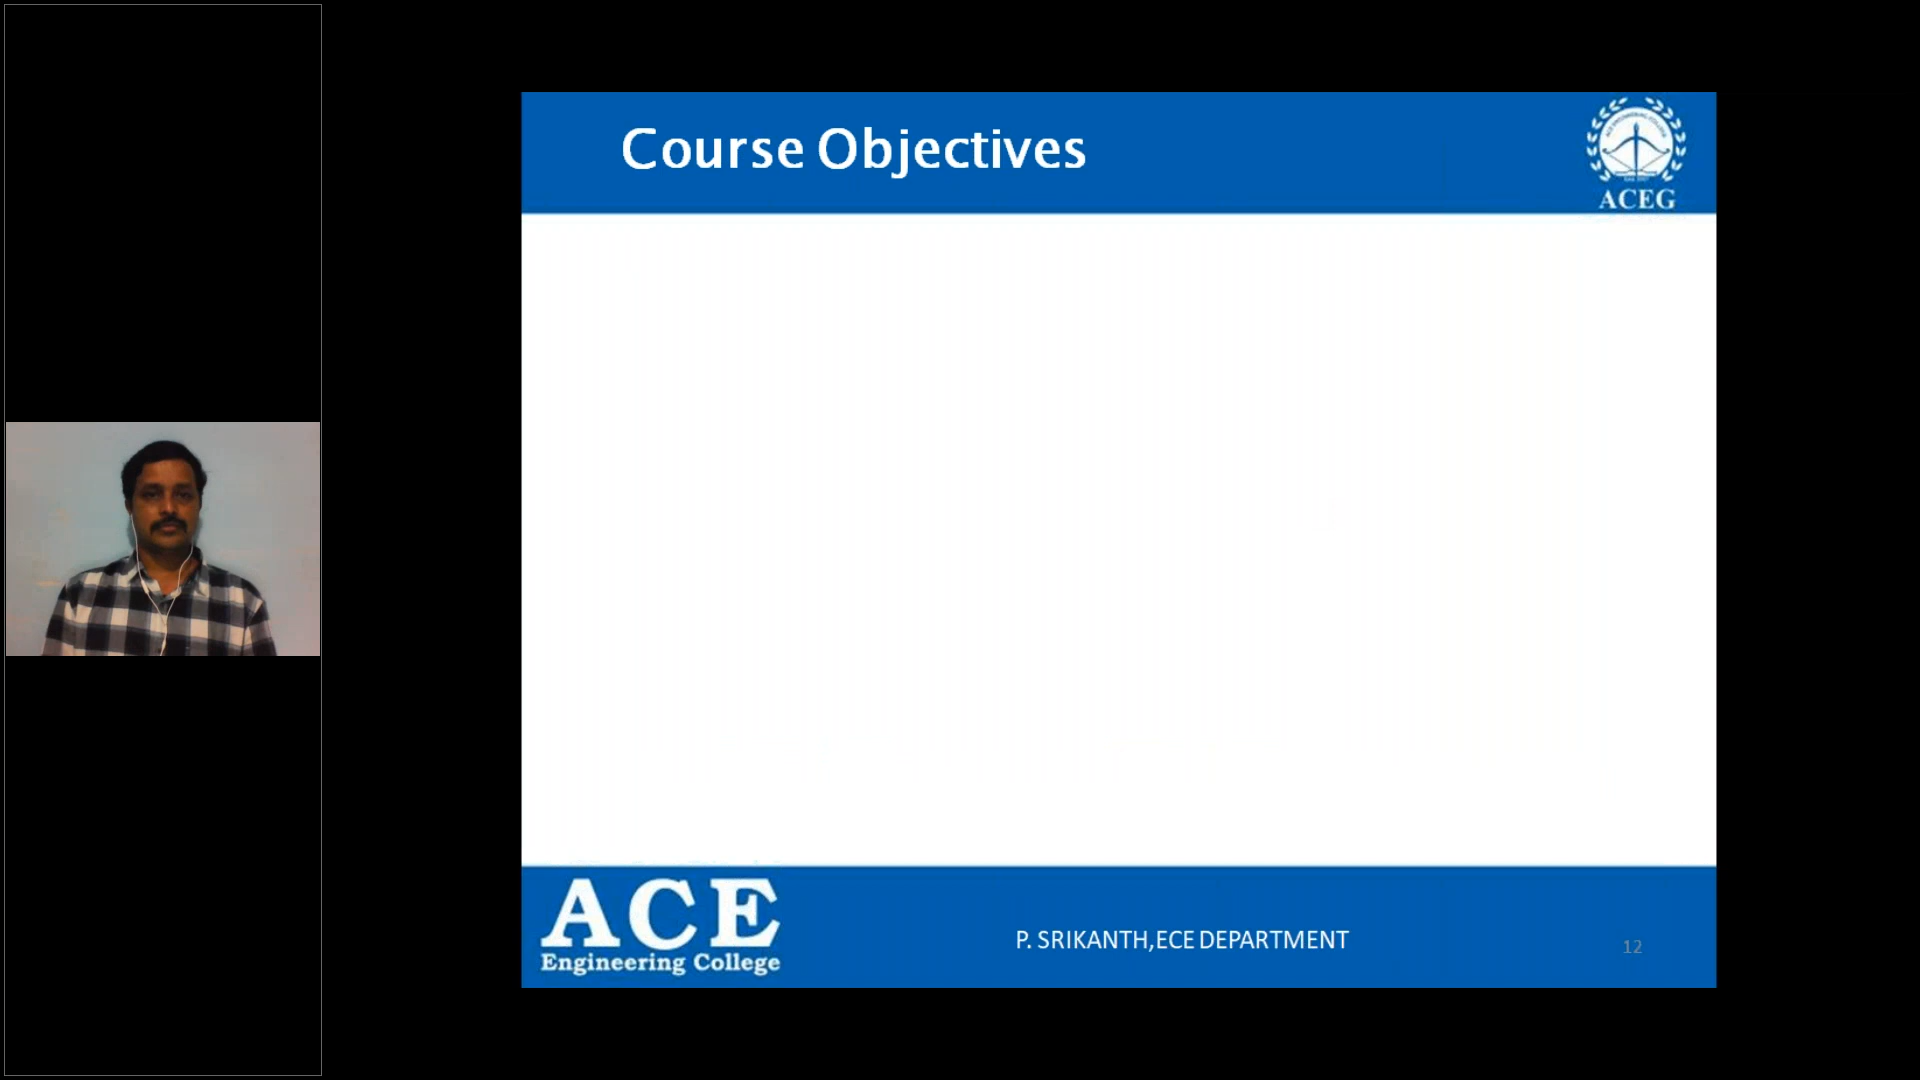 Course Objectives
ACEG
ACE
Engineering College
P. SRIKANTH,ECE DEPARTMENT
12